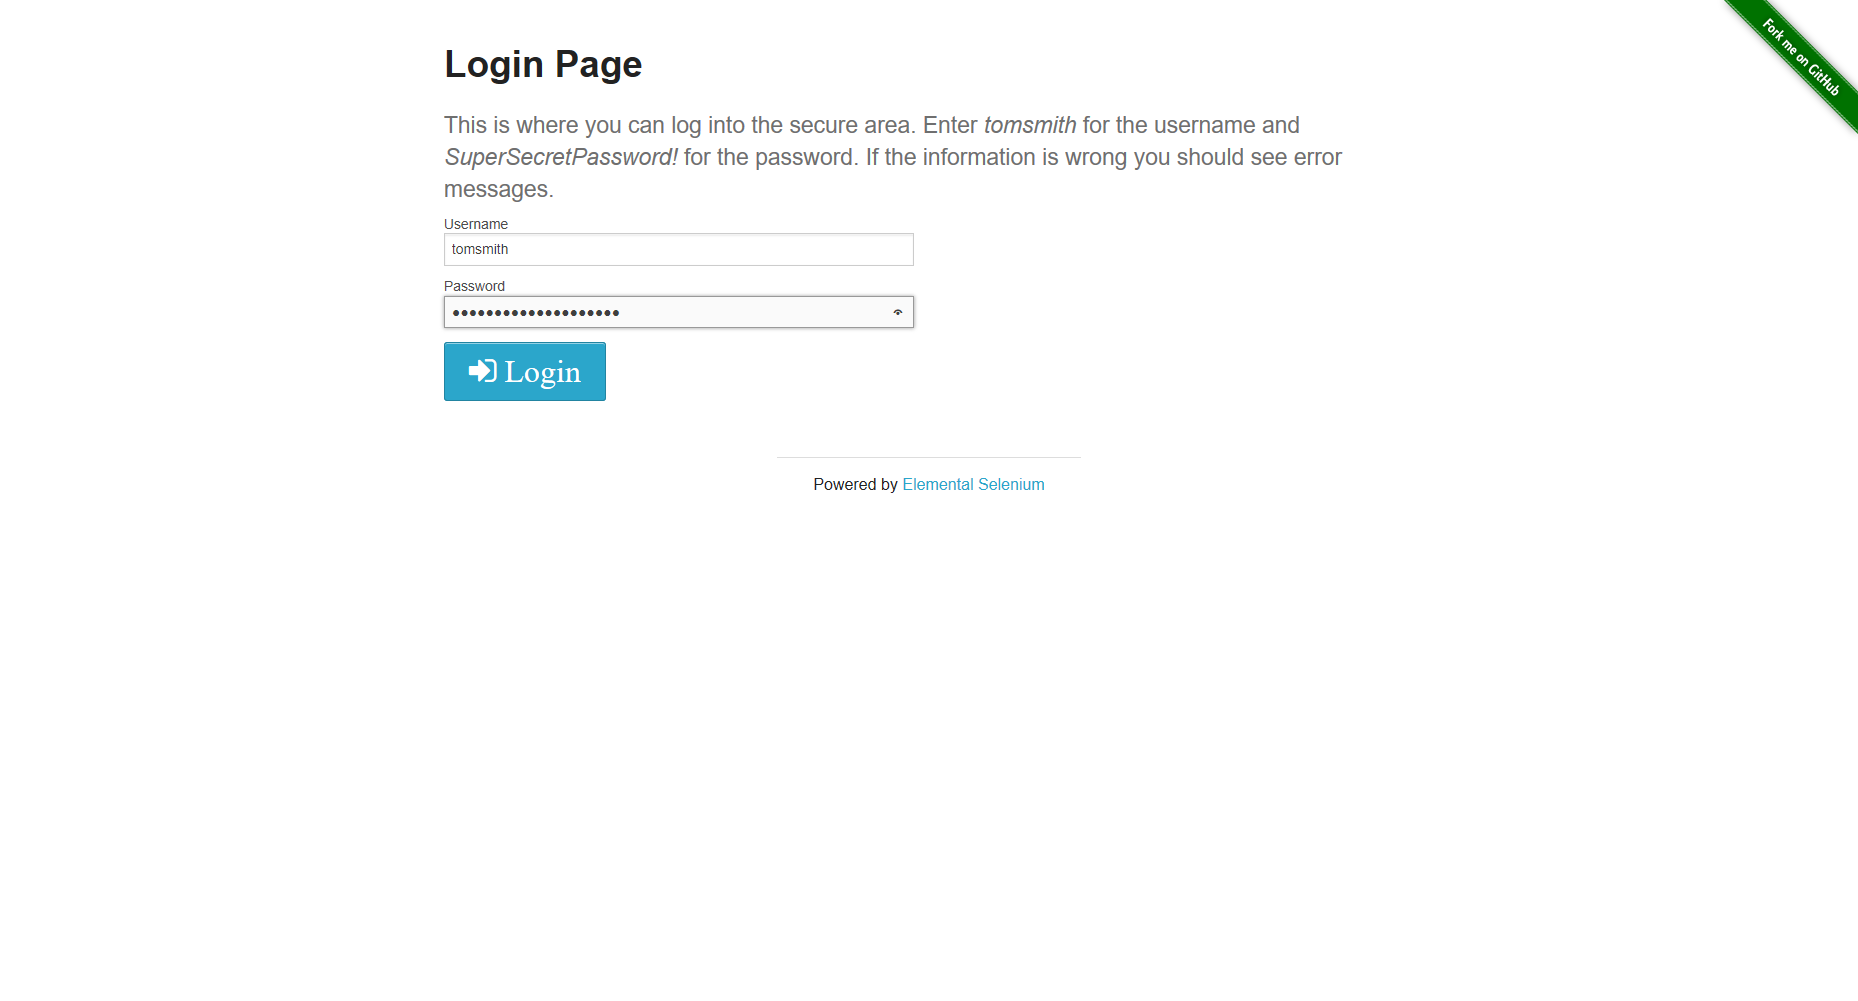 Fork me on GitHub
Login Page
This is where you can log into the secure area. Enter tomsmith for the username and
SuperSecretPassword! for the password. If the information is wrong you should see error
messages.
Username
tomsmith
Password
••••••••••••••••••••
Login
Powered by Elemental Selenium